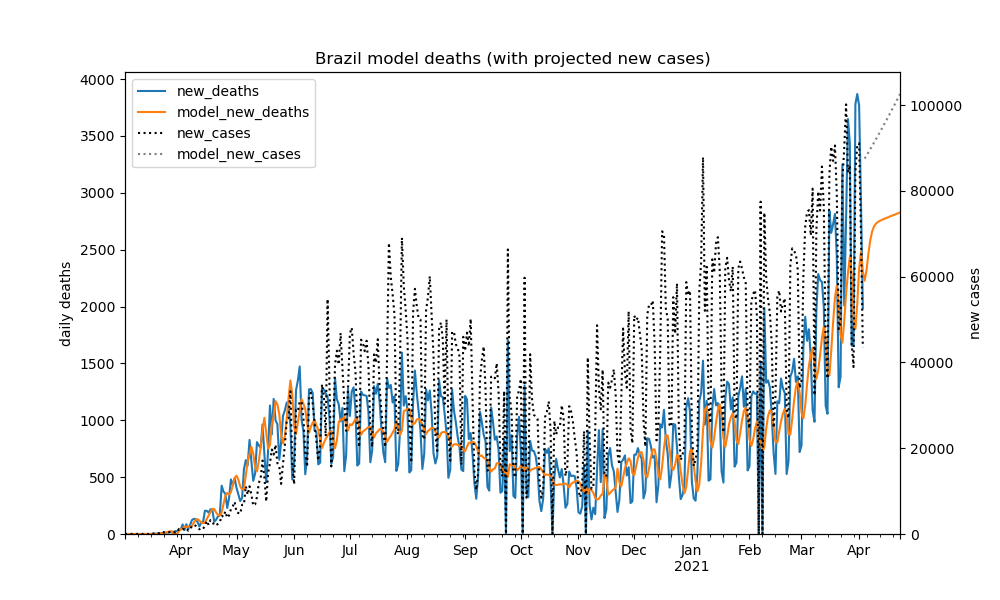 Brazil model deaths (with projected new cases)
new_deaths
model_new_deaths
new_cases
model_new_cases
daily deaths
4000
3500
3000
2500
2000
1500
1000
500
0
new cases
100000
80000
60000
40000
20000
0
Apr May Jun Jul Aug Sep Oct Nov Dec Jan Feb Mar Apr
2021